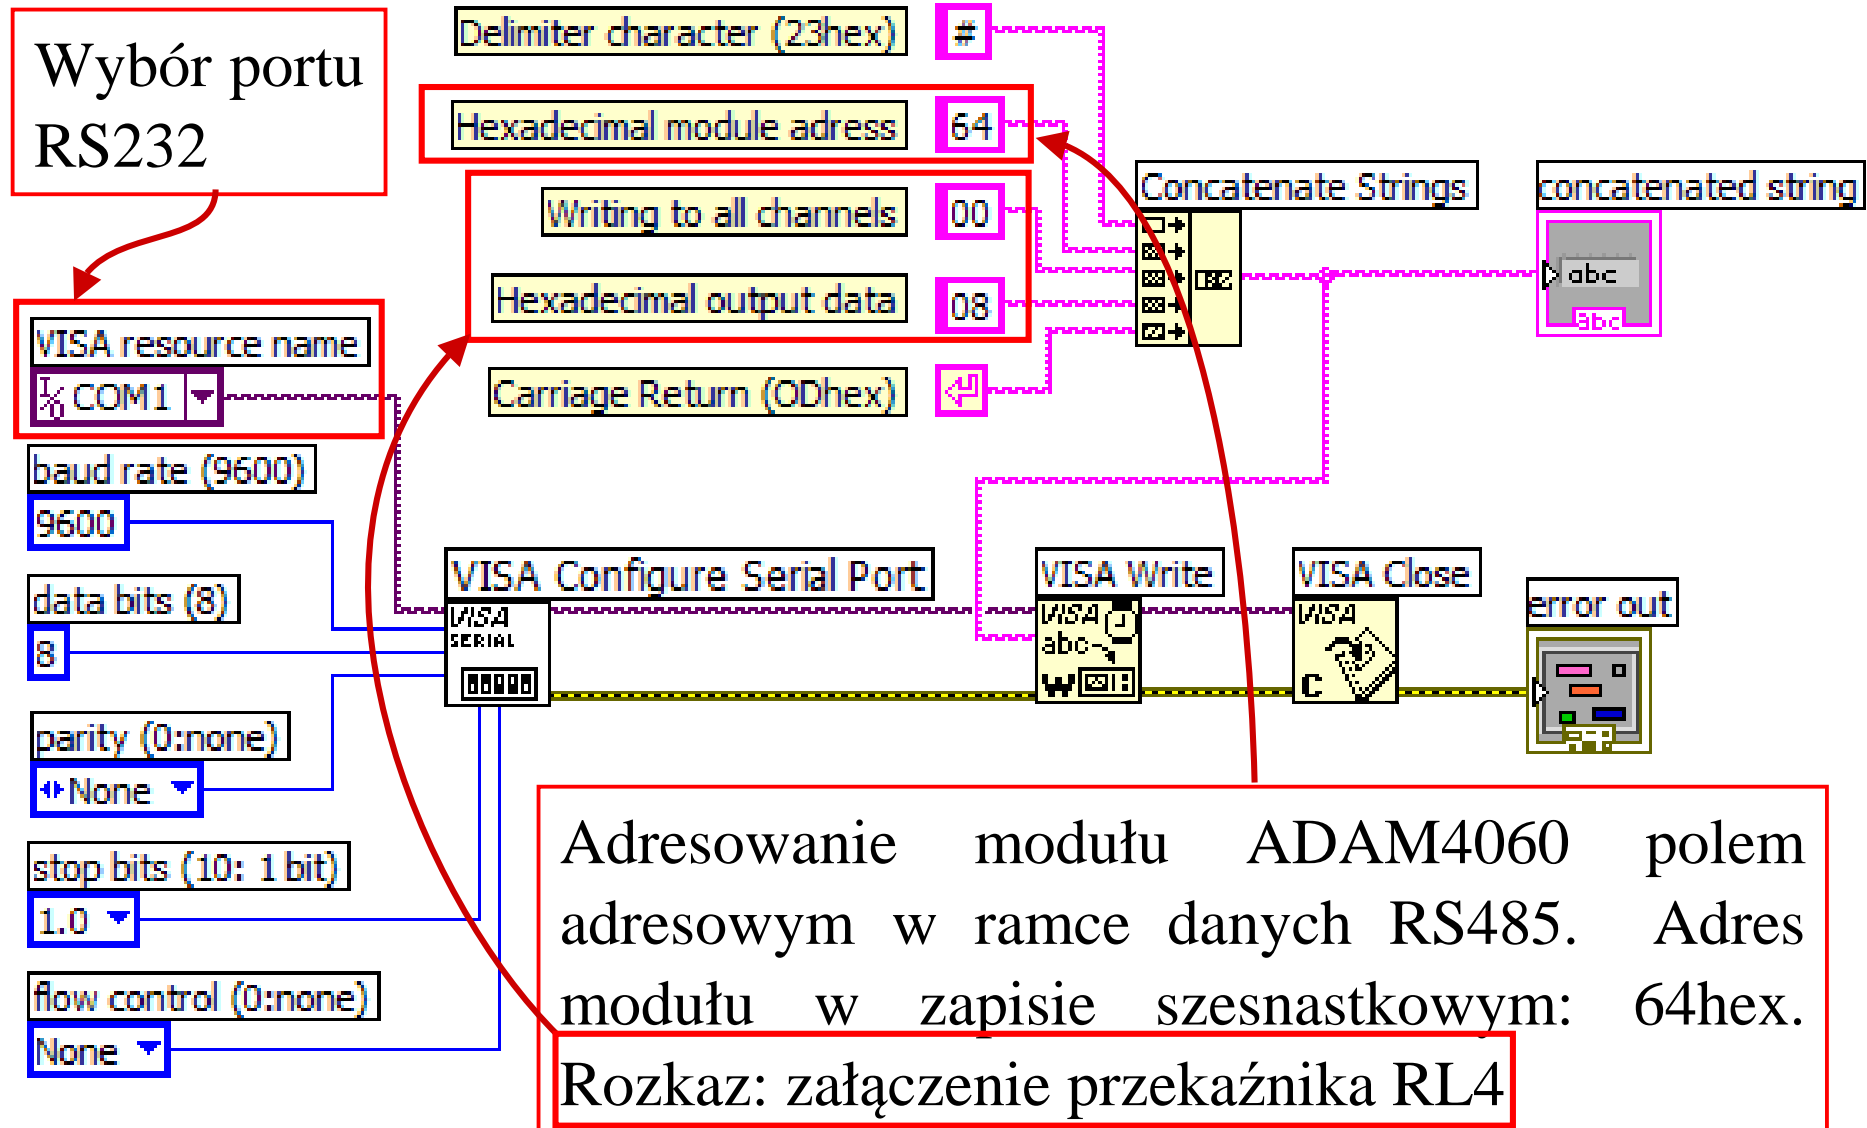 Wybór portu
RS232
Delimiter character (23hex)
#
Hexadecimal module adress
64
Writing to all channels
00
Hexadecimal output data
08
Carriage Return (ODhex)
Concatenate Strings
concatenated string
abc
abc
VISA resource name
I/O COM1
baud rate (9600)
9600
data bits (8)
8
parity (0:none)
None
stop bits (10: 1 bit)
1.0
flow control (0:none)
None
VISA Configure Serial Port
VISA
SERIAL
VISA Write
VISA
abc
W
VISA Close
VISA
C
error out
Adresowanie modułu ADAM4060 polem
adresowym w ramce danych RS485. Adres
modułu w zapisie szesnastkowym: 64hex.
Rozkaz: załączenie przekaźnika RL4